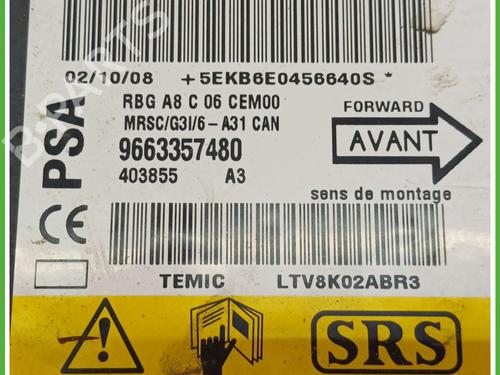 02/10/08 +5EKB6E0456640S*
PSA
RBG A8 C 06 CEM00
MRSC/G3I/6-A31 CAN
9663357480
403855 A3
FORWARD
AVANT
sens de montage
CE
TEMIC LTV8K02ABR3
SRS
B-PARTS